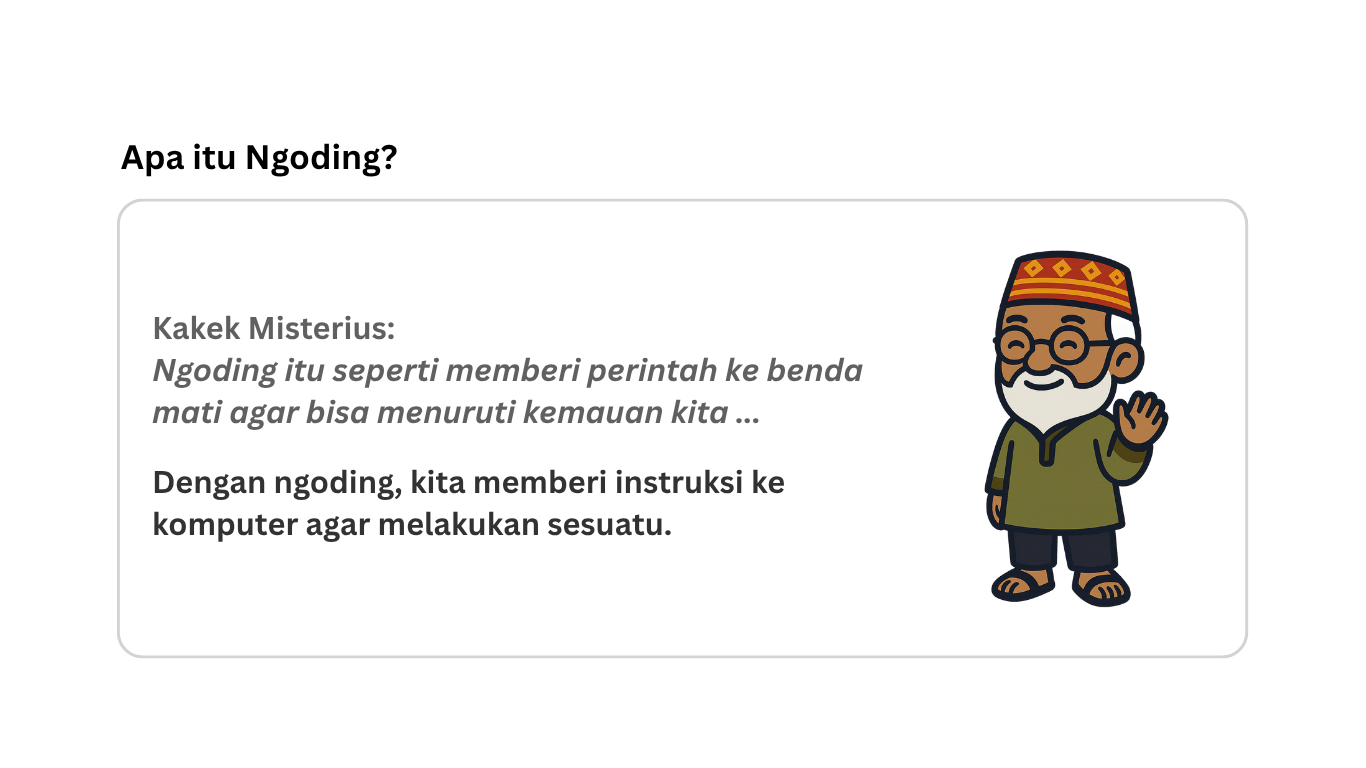 Apa itu Ngoding?
Kakek Misterius:
Ngoding itu seperti memberi perintah ke benda
mati agar bisa menuruti kemauan kita ...
Dengan ngoding, kita memberi instruksi ke
komputer agar melakukan sesuatu.